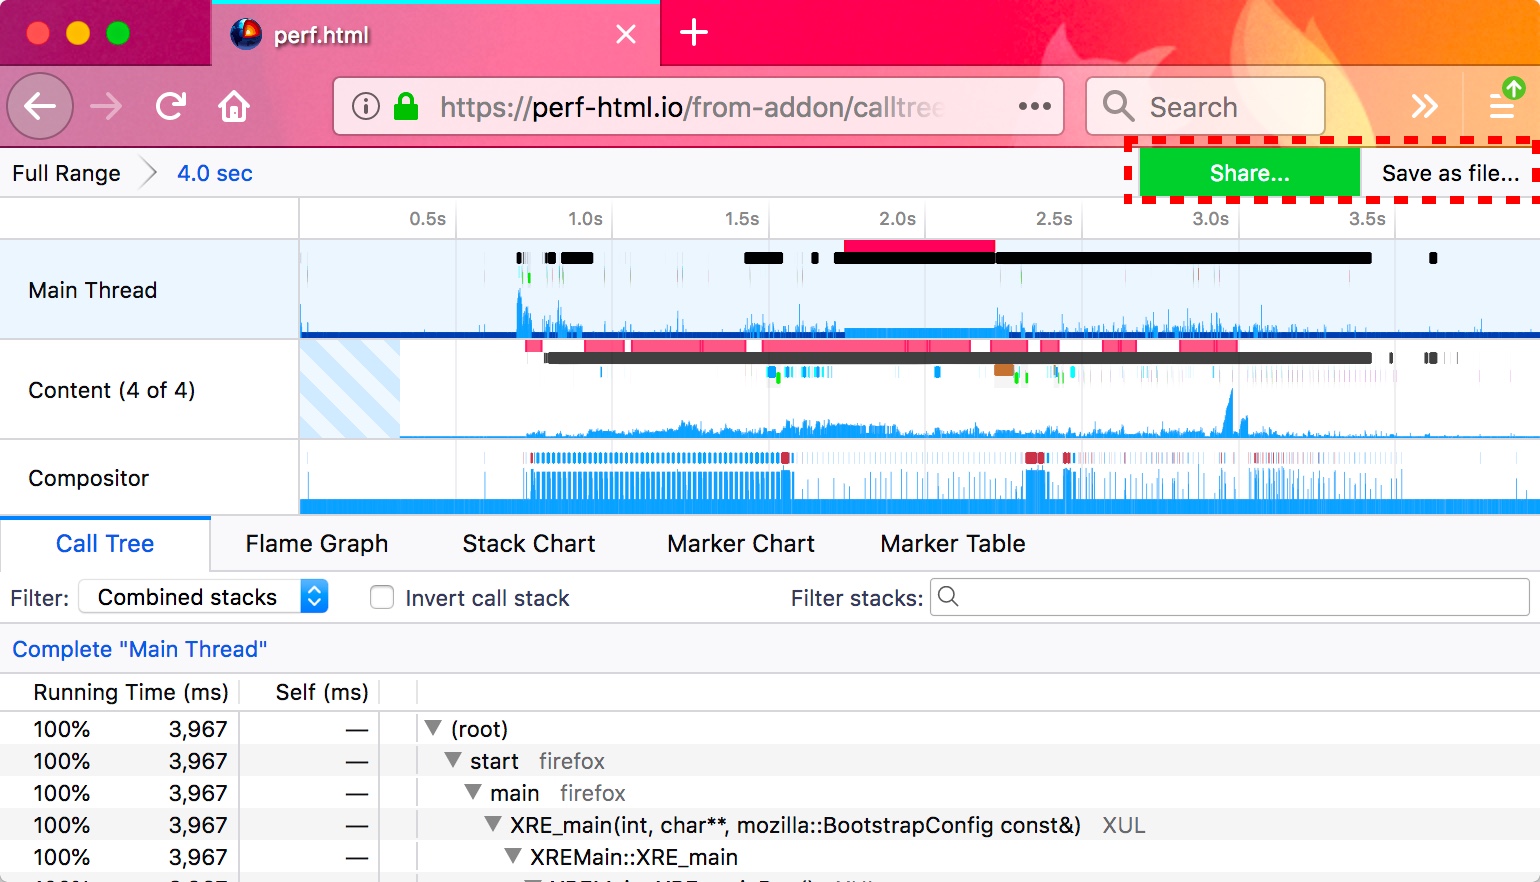 perf.html
https://perf-html.io/from-addon/calltree
Search
Full Range 4.0 sec Share... Save as file...
0.5s 1.0s 1.5s 2.0s 2.5s 3.0s 3.5s
Main Thread
Content (4 of 4)
Compositor
Call Tree Flame Graph Stack Chart Marker Chart Marker Table
Filter: Combined stacks Invert call stack Filter stacks:
Complete "Main Thread"
Running Time (ms) Self (ms)
100% 3,967 — (root)
100% 3,967 — start firefox
100% 3,967 — main firefox
100% 3,967 — XRE_main(int, char**, mozilla::BootstrapConfig const&) XUL
100% 3,967 — XREMain::XRE_main